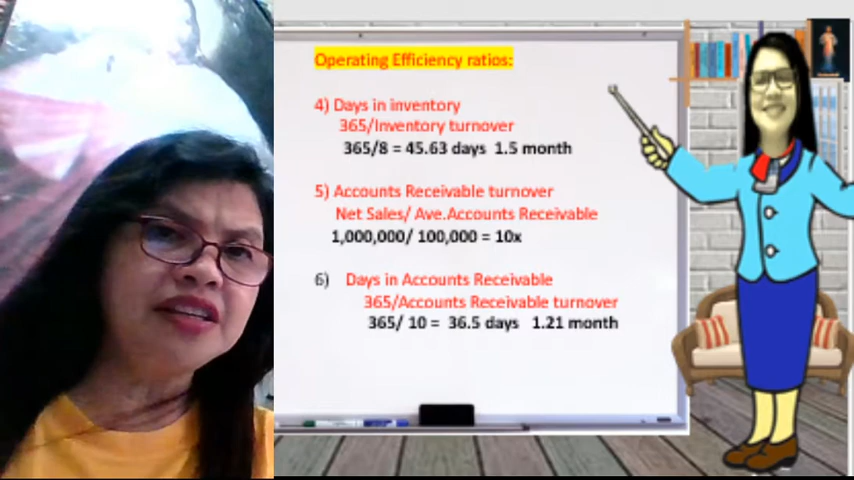 Operating Efficiency ratios:
4) Days in inventory
365/Inventory turnover
365/8 = 45.63 days 1.5 month
5) Accounts Receivable turnover
Net Sales/ Ave.Accounts Receivable
1,000,000/ 100,000 = 10x
6) Days in Accounts Receivable
365/Accounts Receivable turnover
365/ 10 = 36.5 days 1.21 month